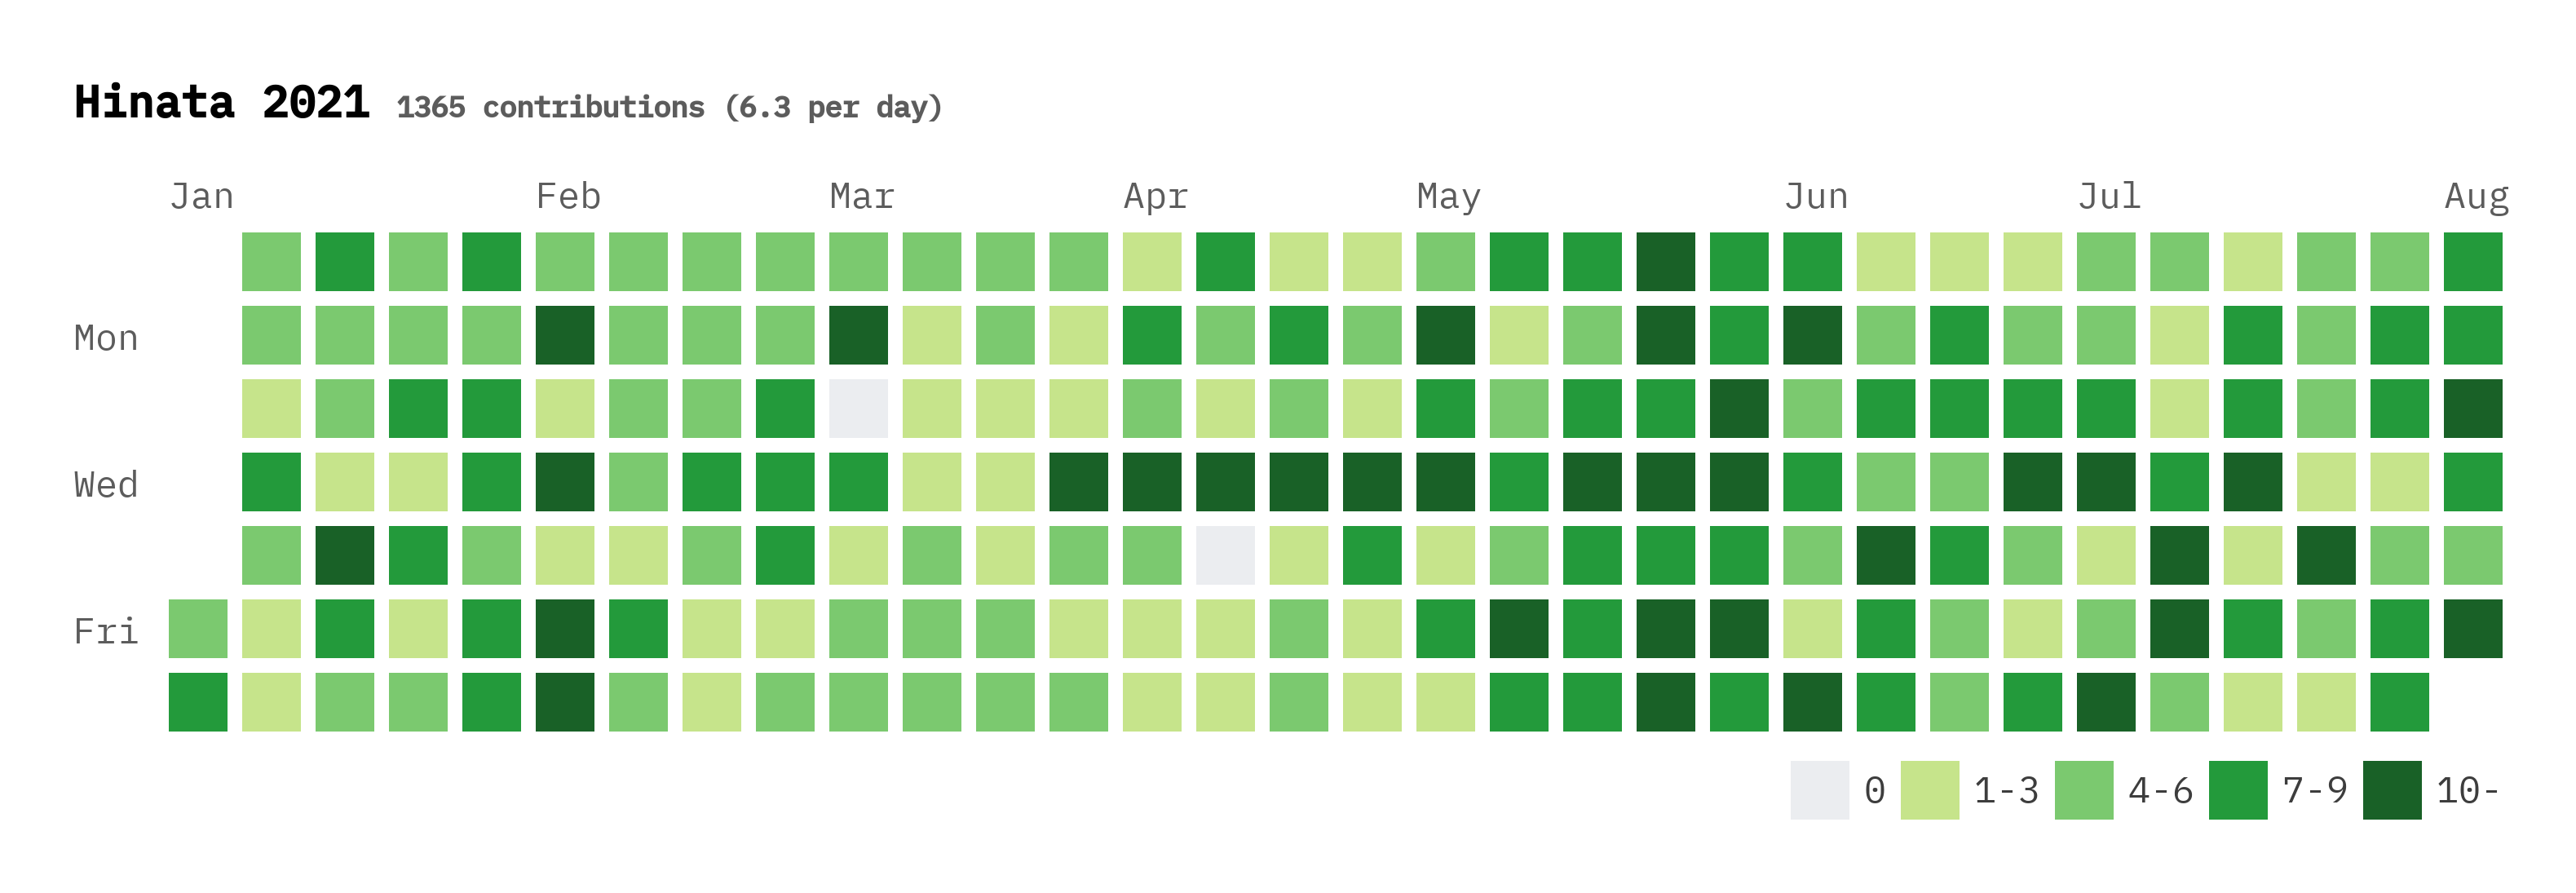 Hinata 2021 1365 contributions (6.3 per day)
Jan Feb Mar Apr May Jun Jul Aug
Mon
Wed
Fri
0 1-3 4-6 7-9 10-